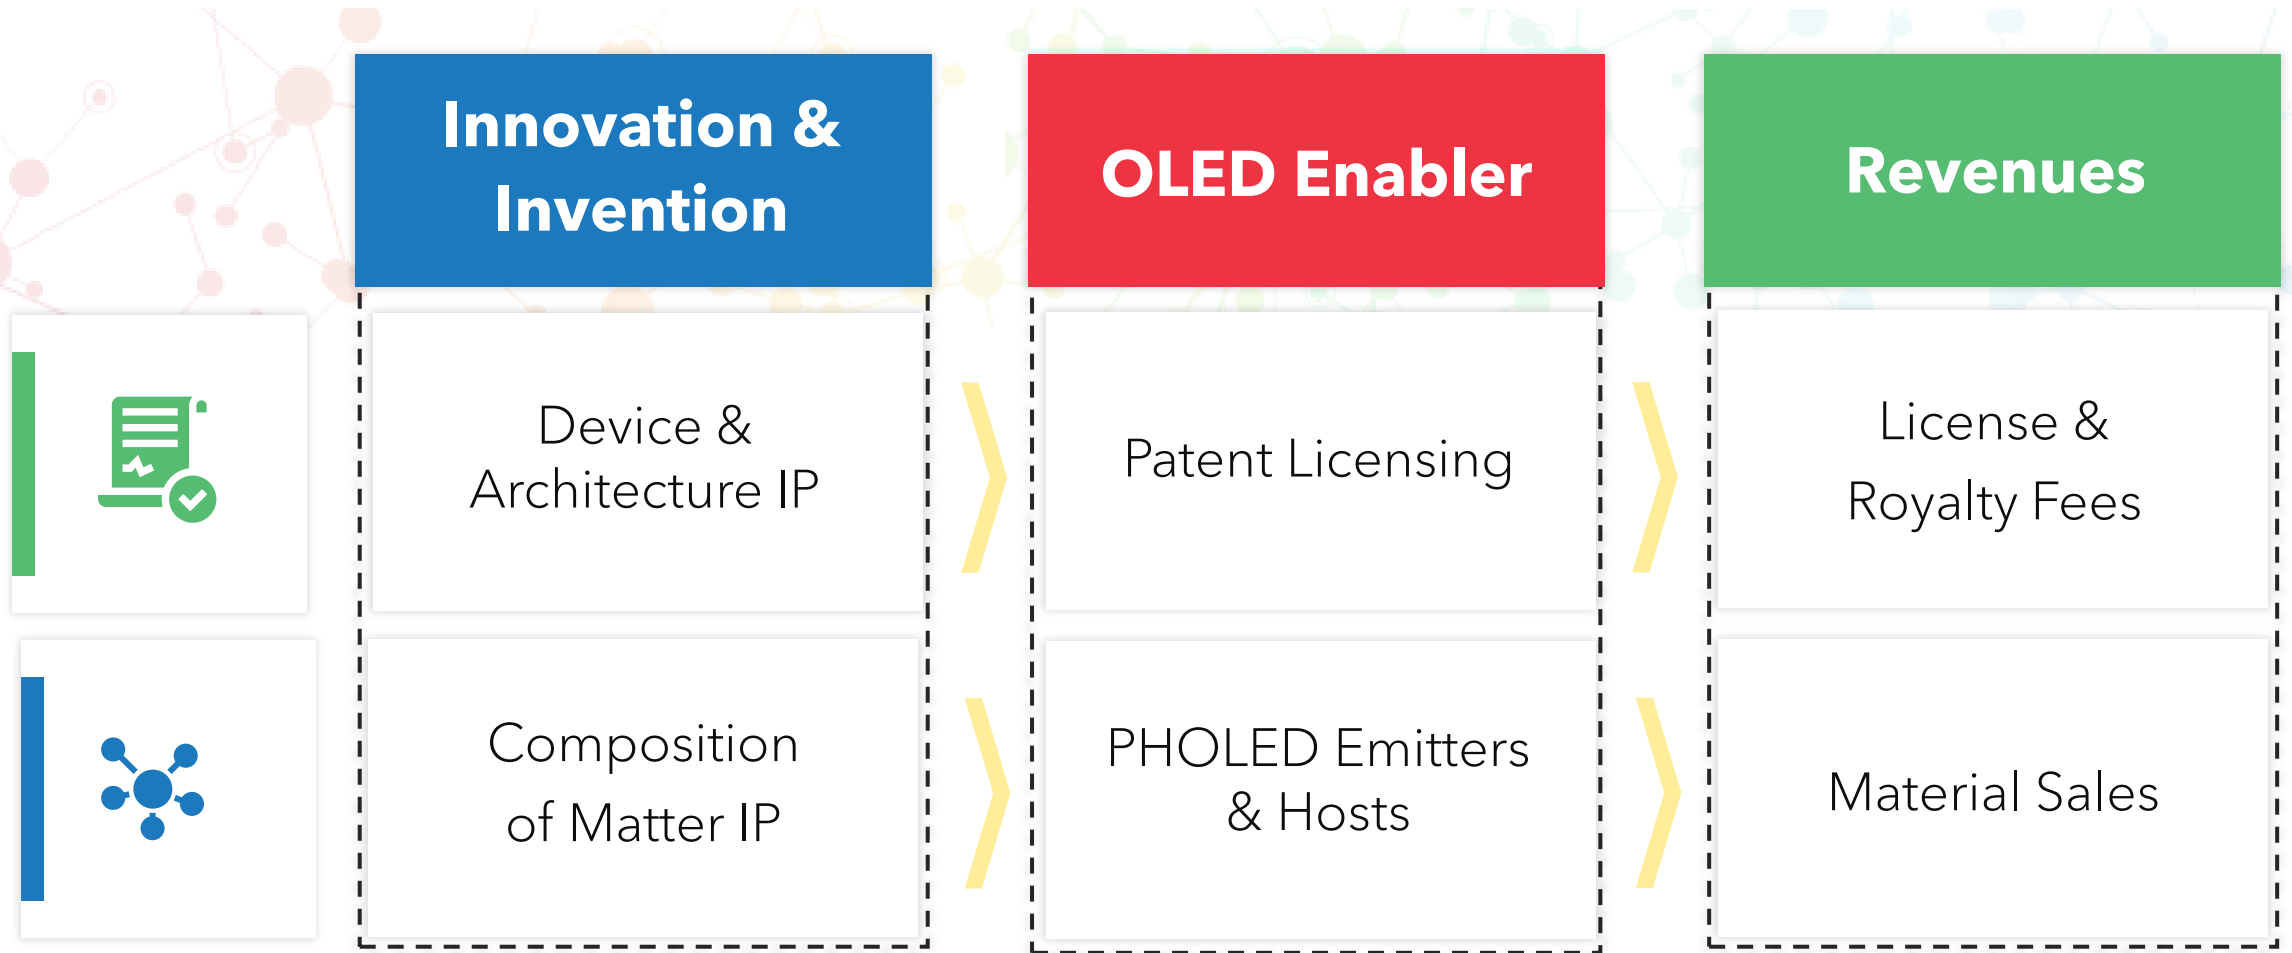 Innovation &
Invention
OLED Enabler
Revenues
Device &
Architecture IP
Patent Licensing
License &
Royalty Fees
Composition
of Matter IP
PHOLED Emitters
& Hosts
Material Sales